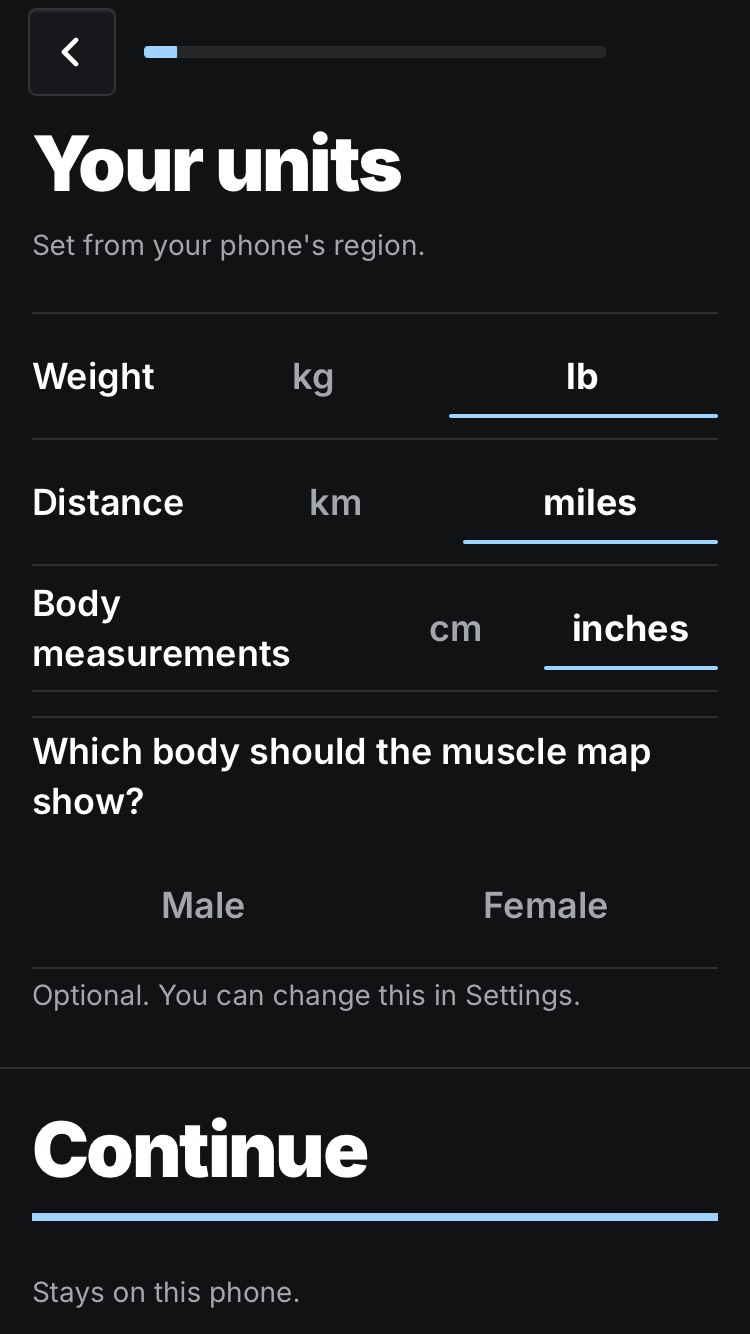 Your units
Set from your phone's region.
Weight kg lb
Distance km miles
Body
measurements cm inches
Which body should the muscle map
show?
Male Female
Optional. You can change this in Settings.
Continue
Stays on this phone.